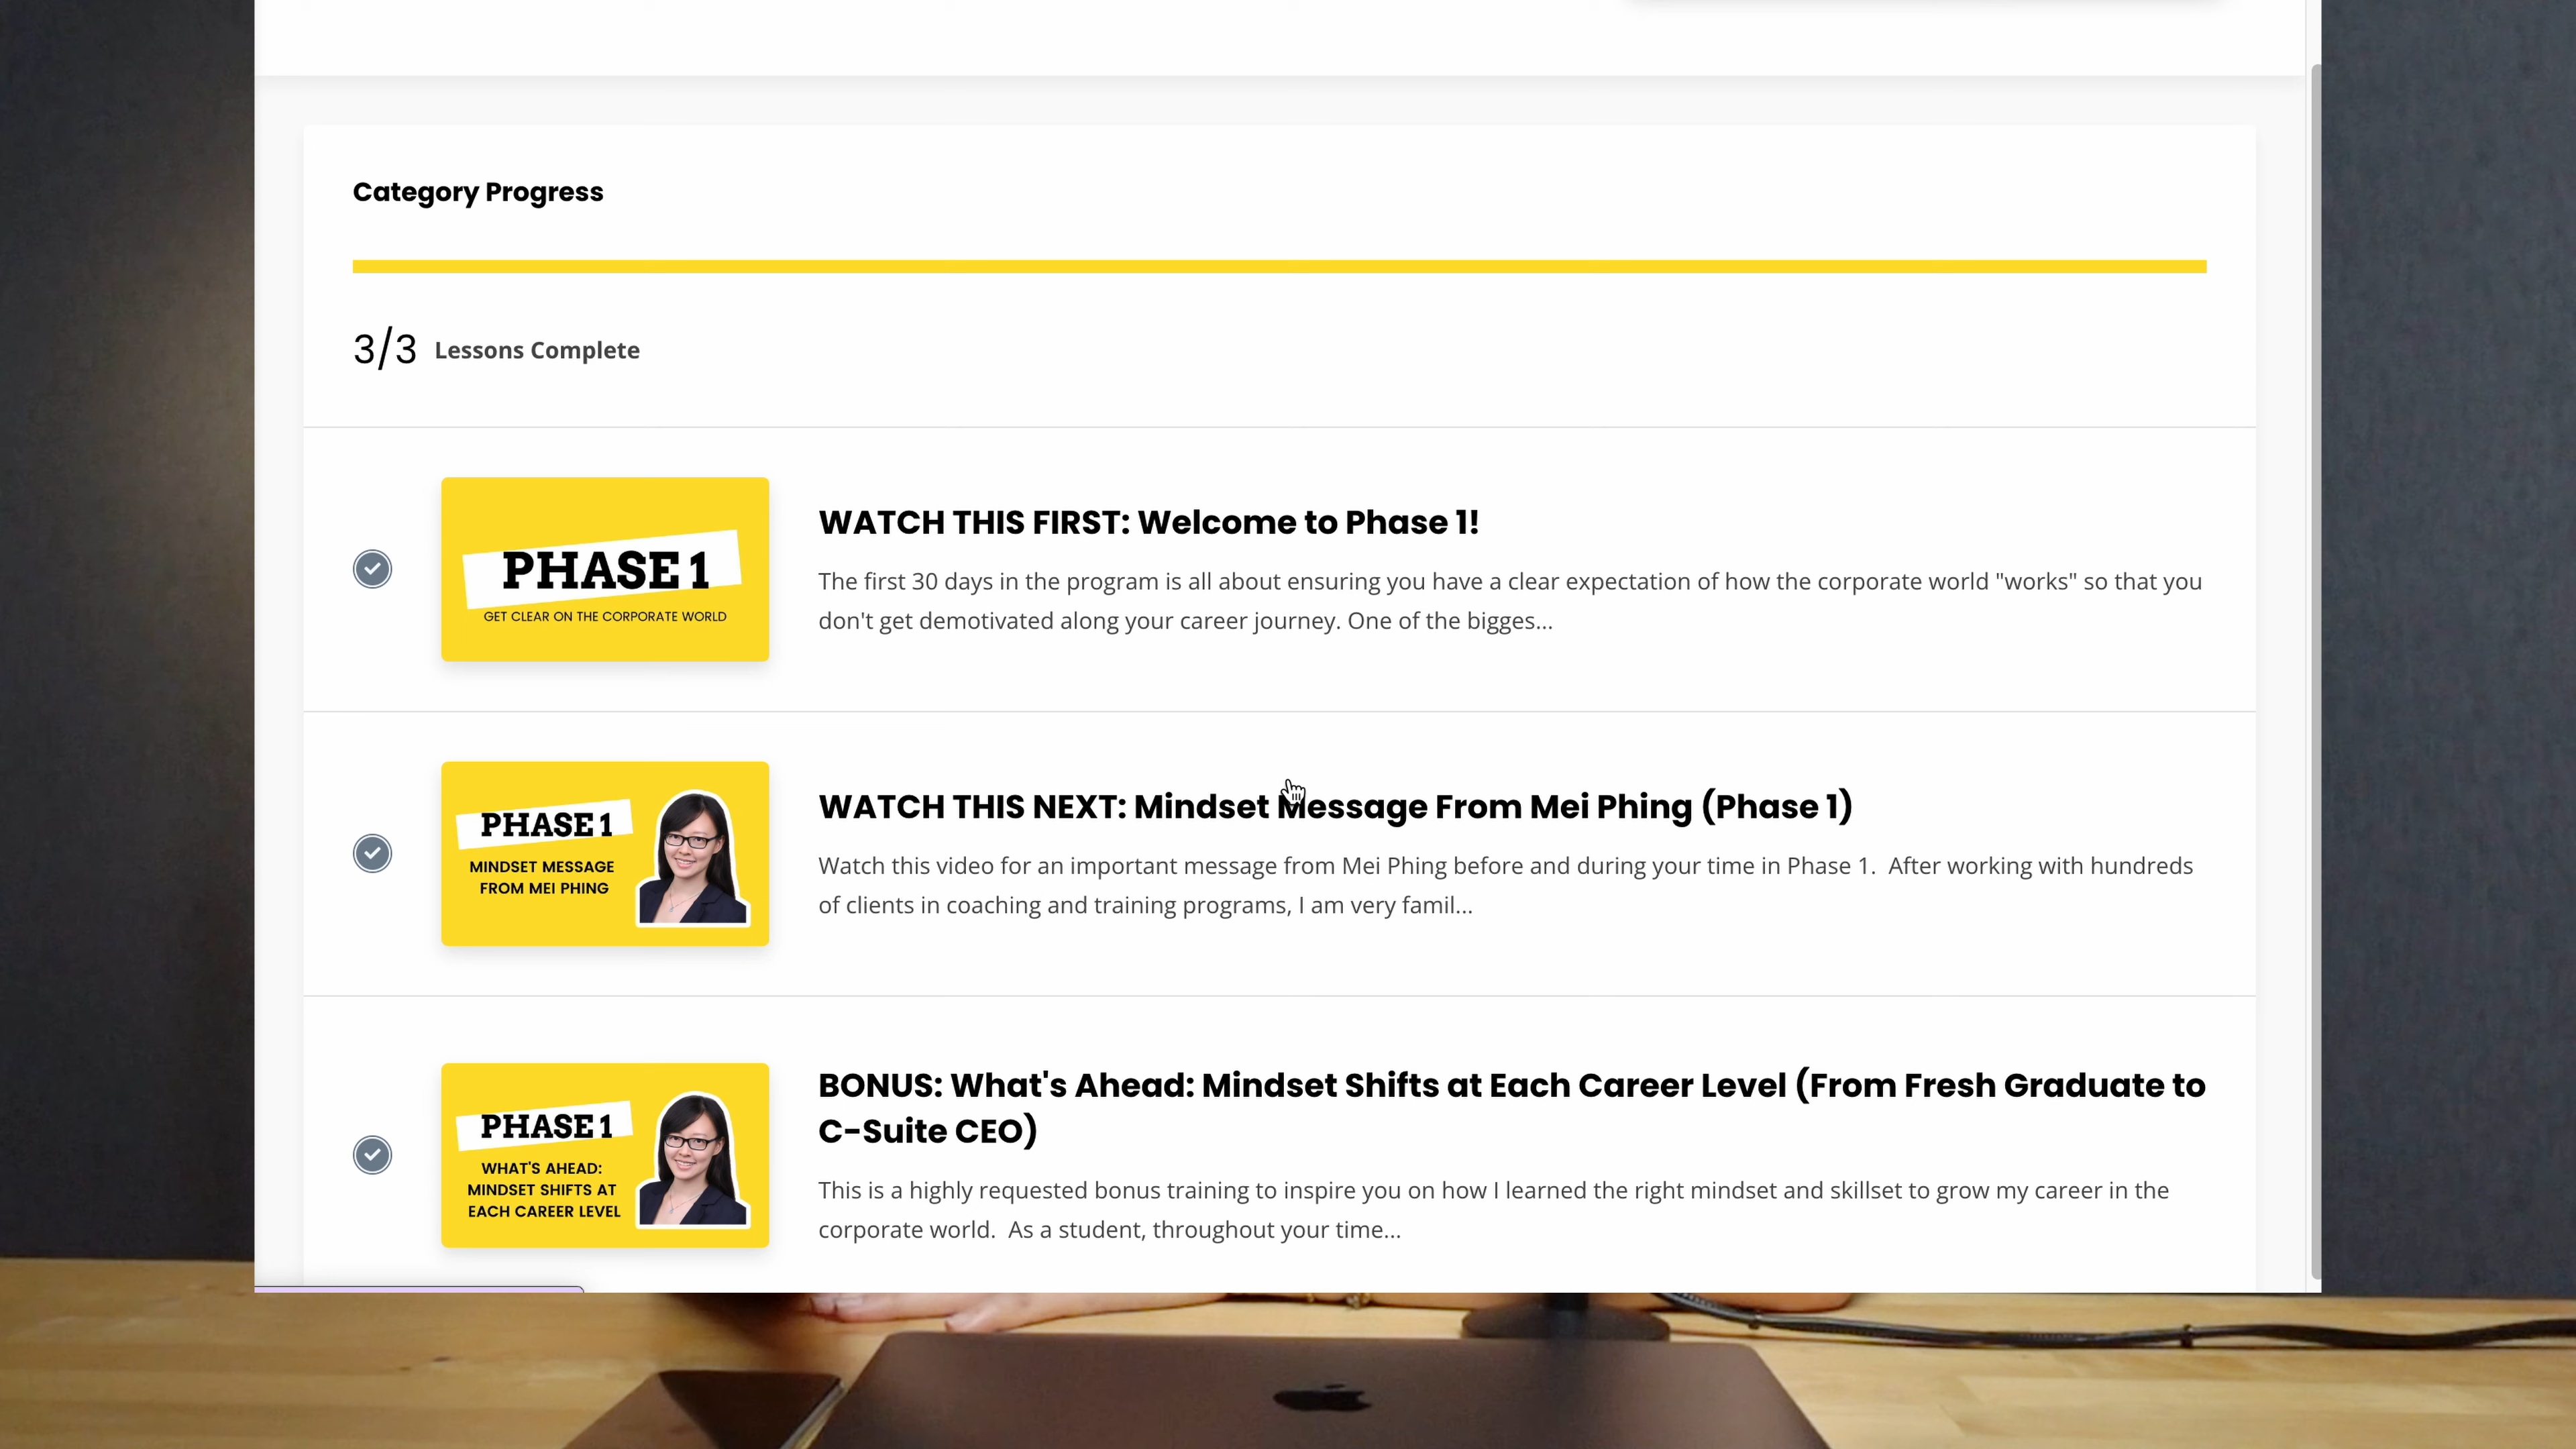 Category Progress
3/3 Lessons Complete
PHASE 1
GET CLEAR ON THE CORPORATE WORLD
WATCH THIS FIRST: Welcome to Phase 1!
The first 30 days in the program is all about ensuring you have a clear expectation of how the corporate world "works" so that you
don't get demotivated along your career journey. One of the bigges...
PHASE 1
MINDSET MESSAGE
FROM MEI PHING
WATCH THIS NEXT: Mindset Message From Mei Phing (Phase 1)
Watch this video for an important message from Mei Phing before and during your time in Phase 1.  After working with hundreds
of clients in coaching and training programs, I am very famil...
PHASE 1
WHAT'S AHEAD:
MINDSET SHIFTS AT
EACH CAREER LEVEL
BONUS: What's Ahead: Mindset Shifts at Each Career Level (From Fresh Graduate to
C-Suite CEO)
This is a highly requested bonus training to inspire you on how I learned the right mindset and skillset to grow my career in the
corporate world.  As a student, throughout your time...